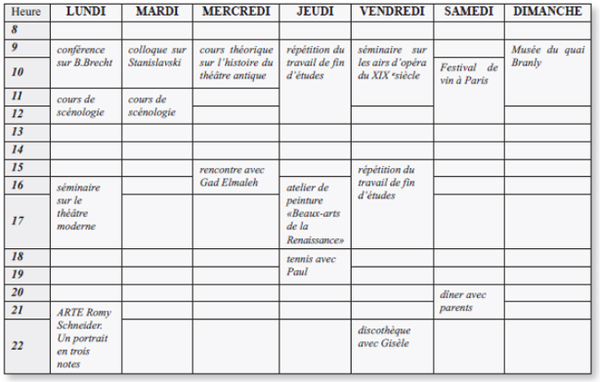 Heure LUNDI MARDI MERCREDI JEUDI VENDREDI SAMEDI DIMANCHE
8
9
10
11
12
13
14
15
16
17
18
19
20
21
22
conférence
sur B.Brecht
cours de
scénologie
séminaire
sur le
théâtre
moderne
ARTE Romy
Schneider.
Un portrait
en trois
notes
colloque sur
Stanislavski
cours de
scénologie
cours théorique
sur l'histoire du
théâtre antique
rencontre avec
Gad Elmaleh
répétition du
travail de fin
d'études
atelier de
peinture
«Beaux-arts
de la
Renaissance»
tennis avec
Paul
séminaire sur
les airs d'opéra
du XIXe siècle
répétition du
travail de fin
d'études
discothèque
avec Gisèle
Festival de
vin à Paris
dîner avec
parents
Musée du quai
Branly